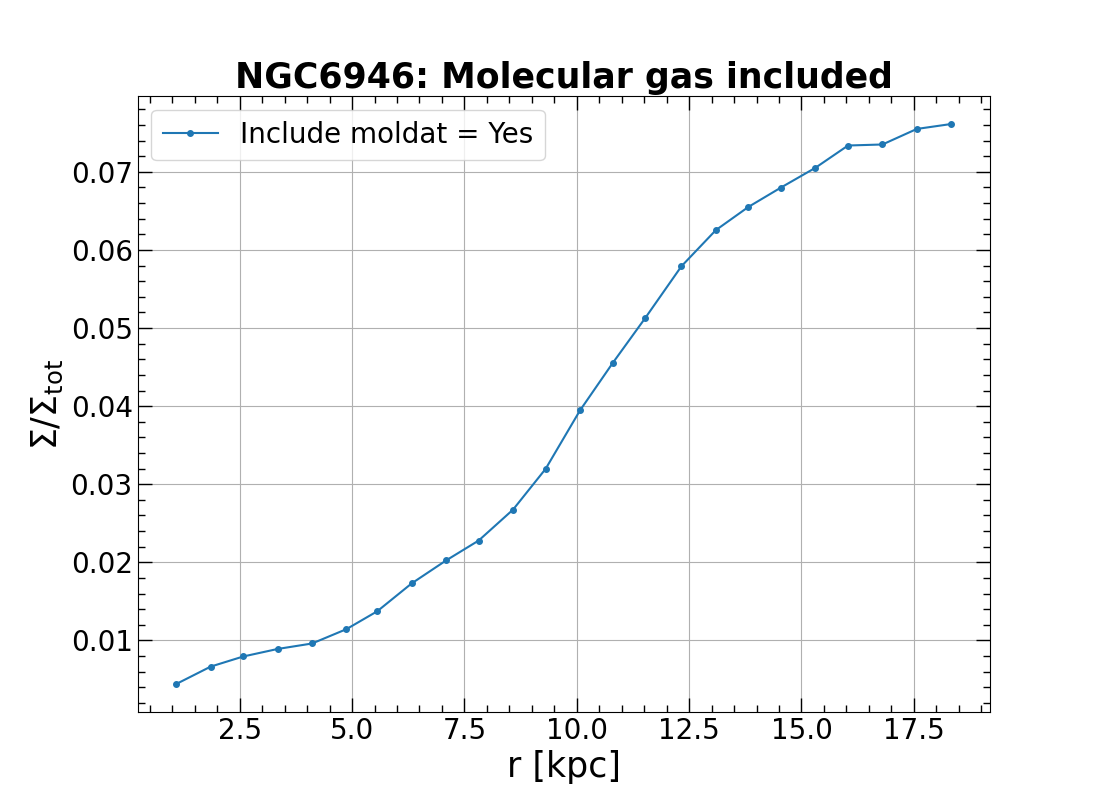 NGC6946: Molecular gas included
Include moldat = Yes
0.07
0.06
0.05
0.04
0.03
0.02
0.01
Σ/Σtot
2.5 5.0 7.5 10.0 12.5 15.0 17.5
r [kpc]